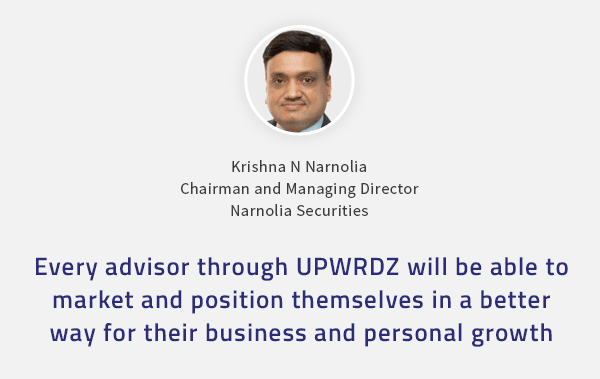 Krishna N Narnolia
Chairman and Managing Director
Narnolia Securities
Every advisor through UPWRDZ will be able to
market and position themselves in a better
way for their business and personal growth